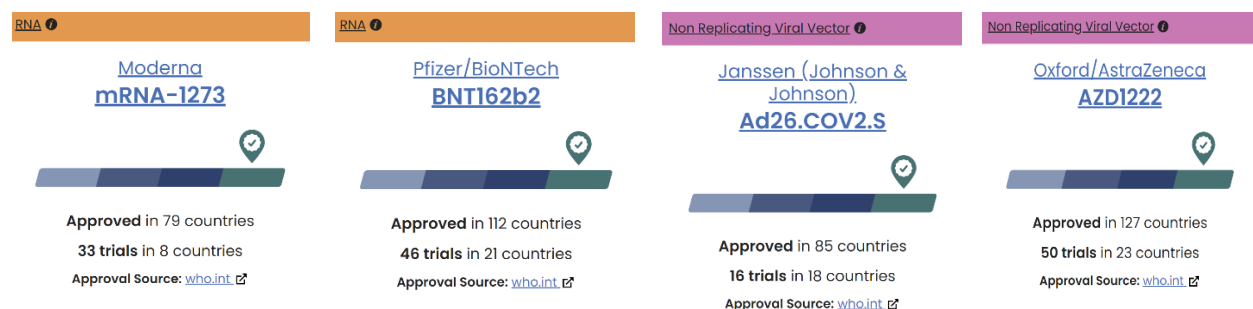 RNA
Moderna
mRNA-1273
Approved in 79 countries
33 trials in 8 countries
Approval Source: who.int
RNA
Pfizer/BioNTech
BNT162b2
Approved in 112 countries
46 trials in 21 countries
Approval Source: who.int
Non Replicating Viral Vector
Janssen (Johnson &
Johnson)
Ad26.COV2.S
Approved in 85 countries
16 trials in 18 countries
Approval Source: who.int
Non Replicating Viral Vector
Oxford/AstraZeneca
AZD1222
Approved in 127 countries
50 trials in 23 countries
Approval Source: who.int